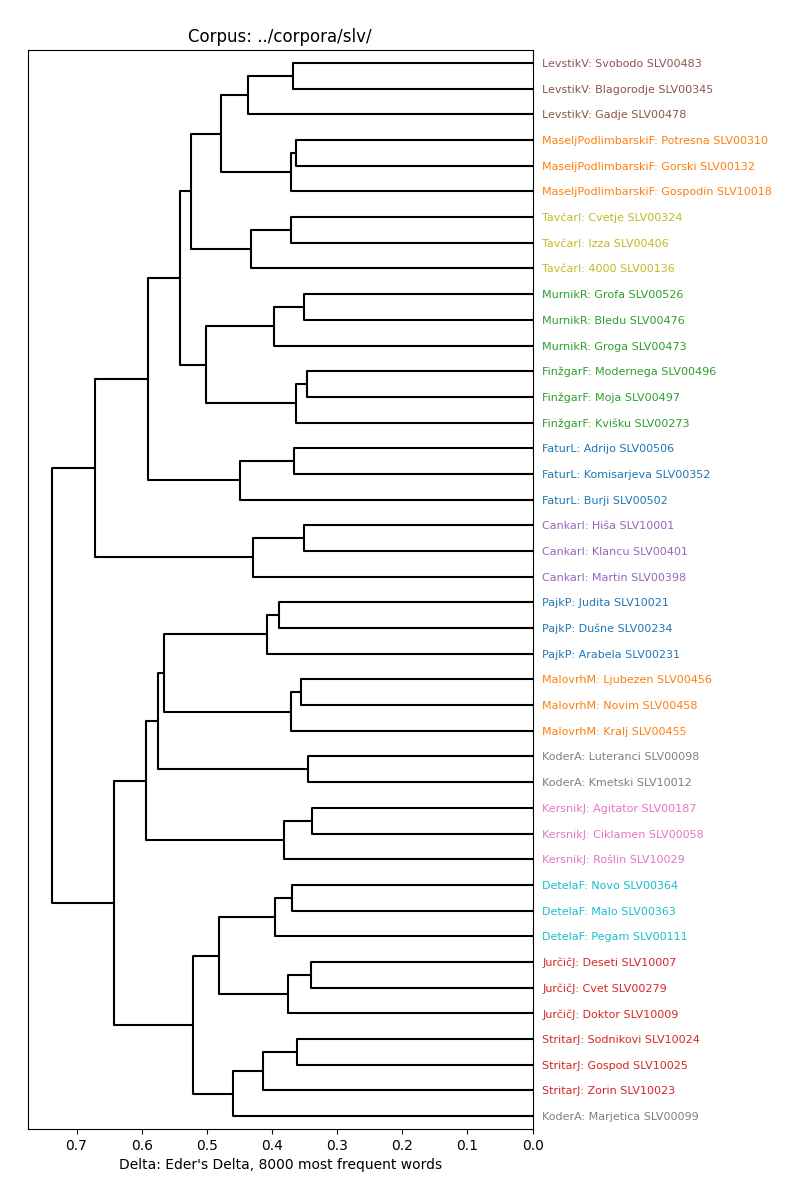 Corpus: ../corpora/slv/
LevstikV: Svobodo SLV00483
LevstikV: Blagorodje SLV00345
LevstikV: Gadje SLV00478
MaseljPodlimbarskiF: Potresna SLV00310
MaseljPodlimbarskiF: Gorski SLV00132
MaseljPodlimbarskiF: Gospodin SLV10018
TavčarI: Cvetje SLV00324
TavčarI: Izza SLV00406
TavčarI: 4000 SLV00136
MurnikR: Grofa SLV00526
MurnikR: Bledu SLV00476
MurnikR: Groga SLV00473
FinžgarF: Modernega SLV00496
FinžgarF: Moja SLV00497
FinžgarF: Kvišku SLV00273
FaturL: Adrijo SLV00506
FaturL: Komisarjeva SLV00352
FaturL: Burji SLV00502
CankarI: Hiša SLV10001
CankarI: Klancu SLV00401
CankarI: Martin SLV00398
PajkP: Judita SLV10021
PajkP: Dušne SLV00234
PajkP: Arabela SLV00231
MalovrhM: Ljubezen SLV00456
MalovrhM: Novim SLV00458
MalovrhM: Kralj SLV00455
KoderA: Luteranci SLV00098
KoderA: Kmetski SLV10012
KersnikJ: Agitator SLV00187
KersnikJ: Ciklamen SLV00058
KersnikJ: Rošlin SLV10029
DetelaF: Novo SLV00364
DetelaF: Malo SLV00363
DetelaF: Pegam SLV00111
JurčičJ: Deseti SLV10007
JurčičJ: Cvet SLV00279
JurčičJ: Doktor SLV10009
StritarJ: Sodnikovi SLV10024
StritarJ: Gospod SLV10025
StritarJ: Zorin SLV10023
KoderA: Marjetica SLV00099
0.7 0.6 0.5 0.4 0.3 0.2 0.1 0.0
Delta: Eder's Delta, 8000 most frequent words